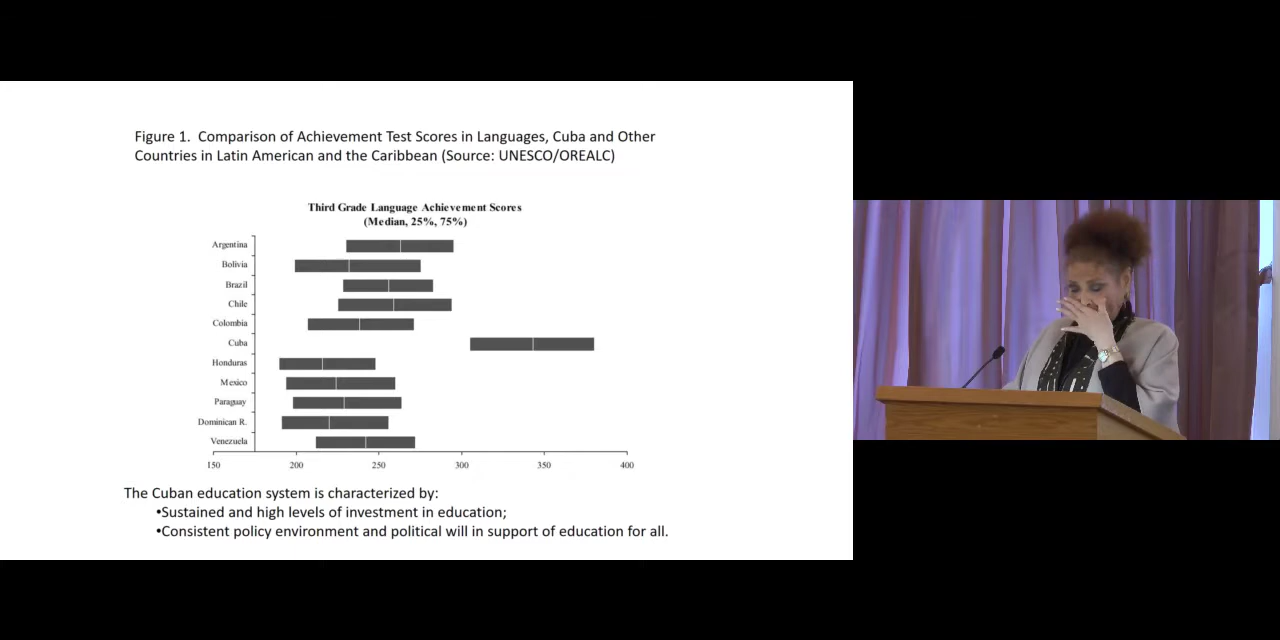 Figure 1.  Comparison of Achievement Test Scores in Languages, Cuba and Other
Countries in Latin American and the Caribbean (Source: UNESCO/OREALC)
Third Grade Language Achievement Scores
(Median, 25%, 75%)
Argentina
Bolivia
Brazil
Chile
Colombia
Cuba
Honduras
Mexico
Paraguay
Dominican R.
Venezuela
150 200 250 300 350 400
The Cuban education system is characterized by:
•Sustained and high levels of investment in education;
•Consistent policy environment and political will in support of education for all.